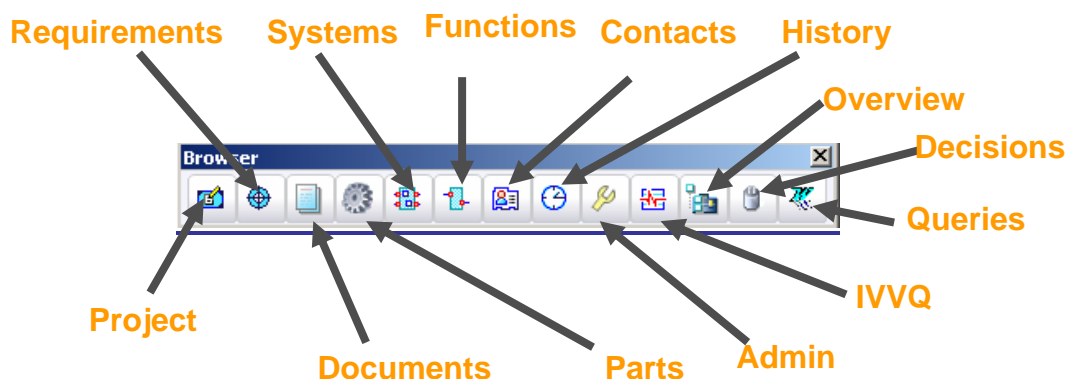 Requirements
Systems
Functions
Contacts
History
Overview
Browser
Decisions
Queries
IVVQ
Project
Documents
Parts
Admin